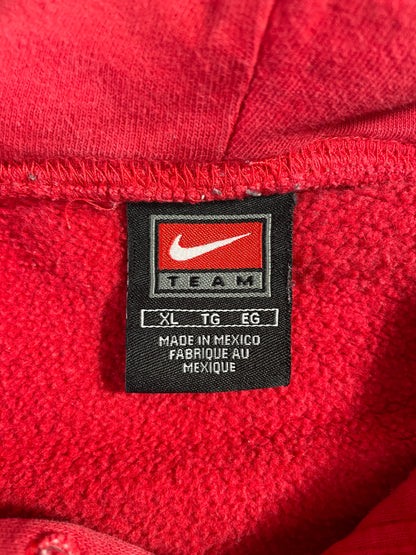 TEAM
XL TG EG
MADE IN MEXICO
FABRIQUE AU
MEXIQUE